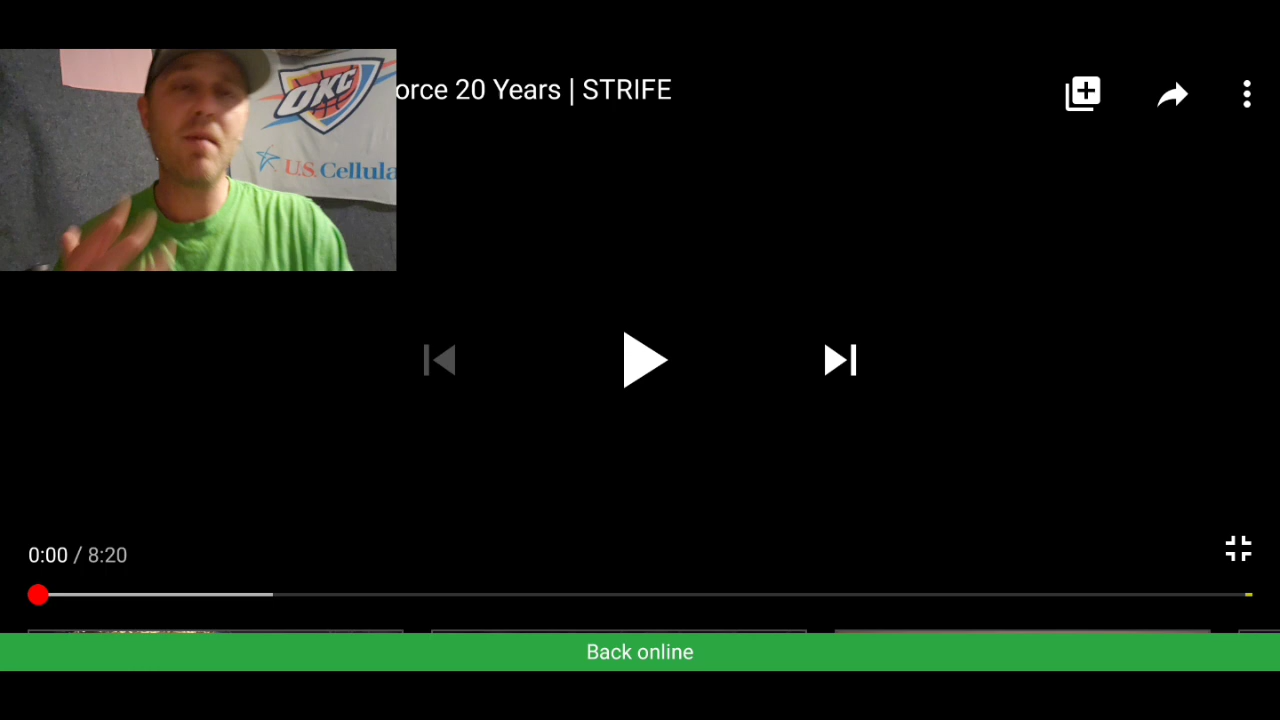 orce 20 Years | STRIFE
OKC
U.S. Cellula
0:00 / 8:20
Back online